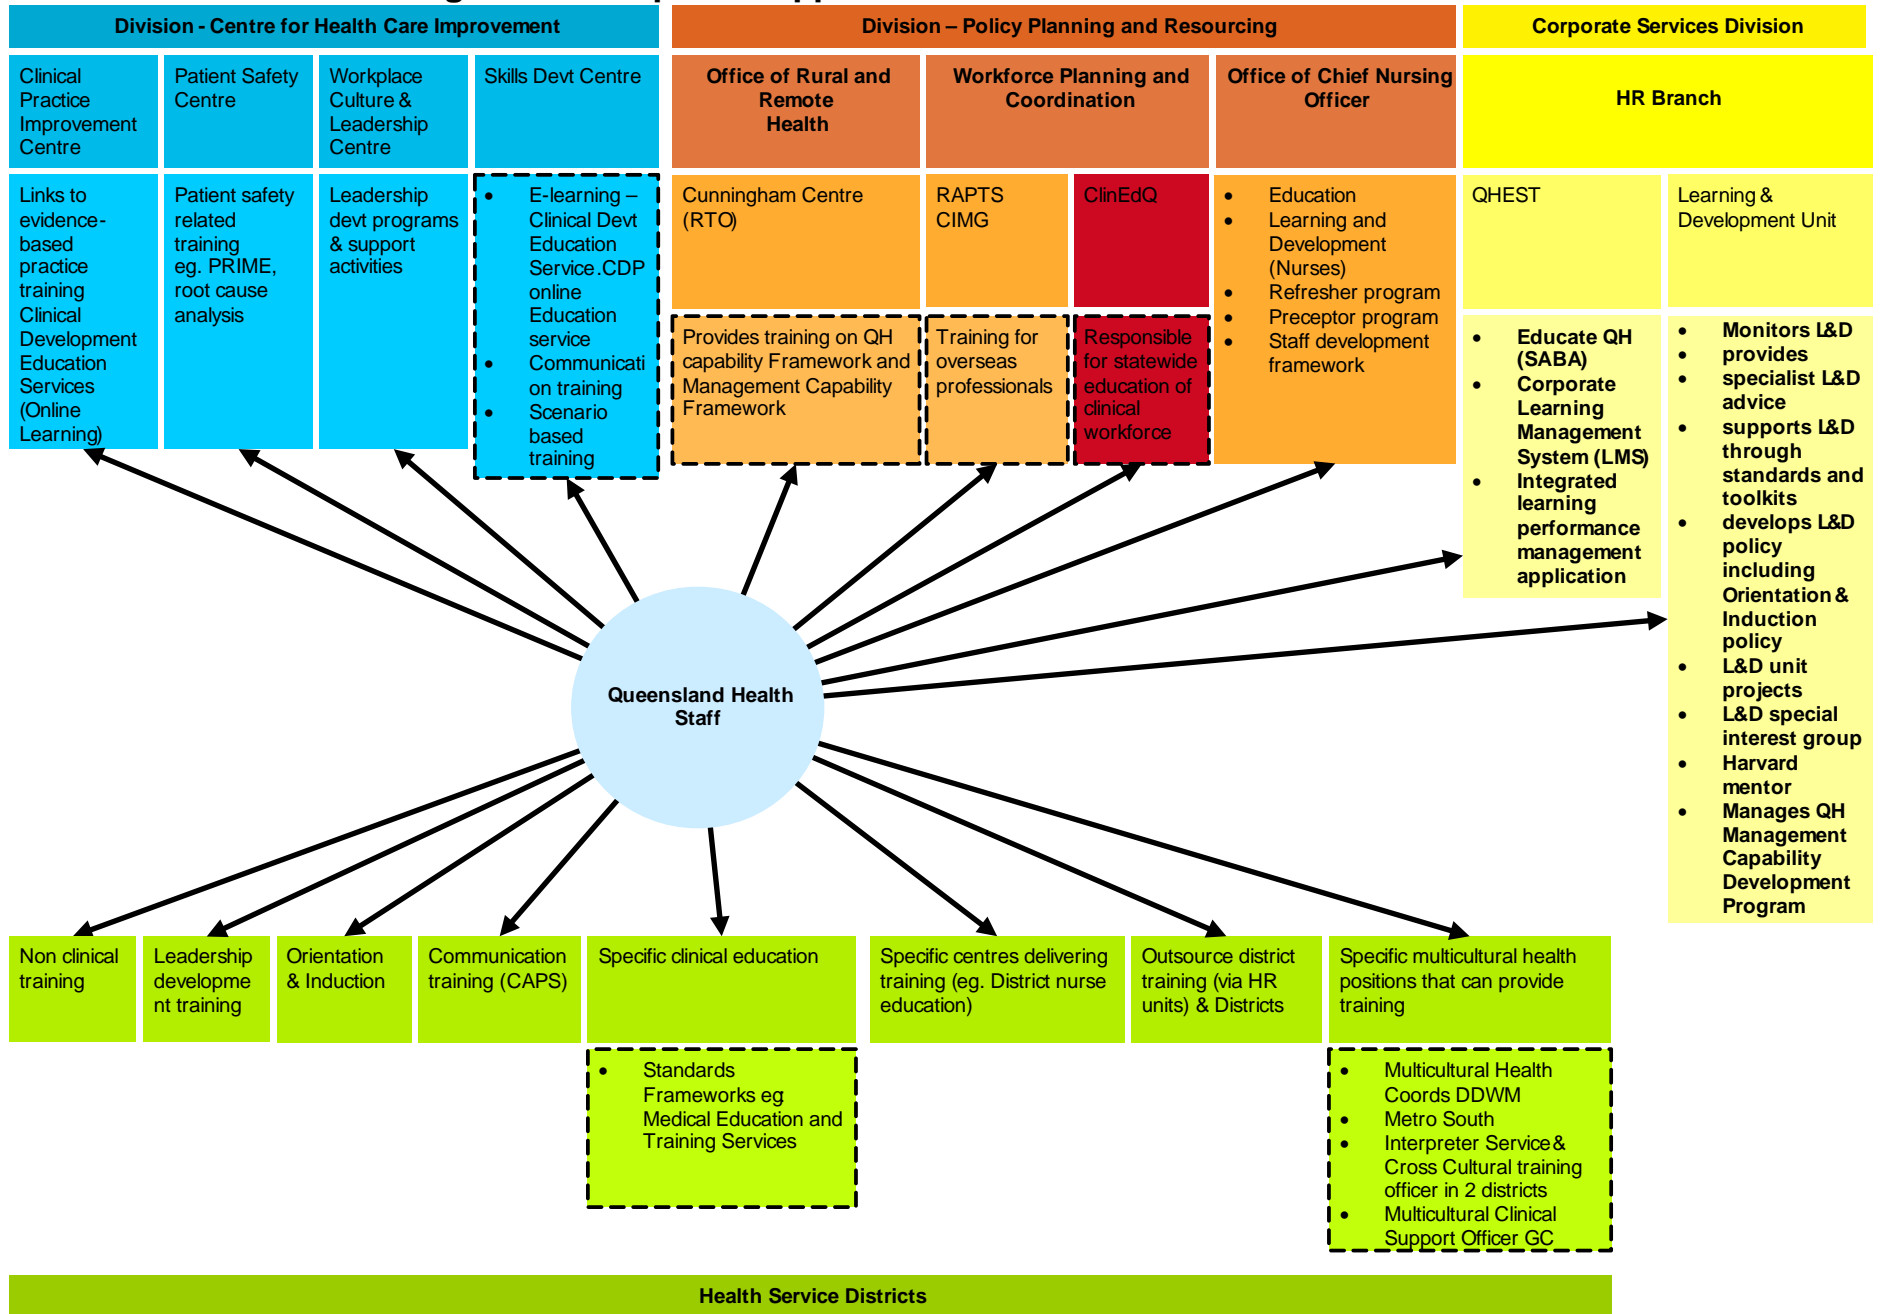 Division - Centre for Health Care Improvement
Division – Policy Planning and Resourcing
Corporate Services Division
Clinical
Practice
Improvement
Centre
Patient Safety
Centre
Workplace
Culture &
Leadership
Centre
Skills Devt Centre
Office of Rural and
Remote
Health
Workforce Planning and
Coordination
Office of Chief Nursing
Officer
HR Branch
Links to
evidence-
based
practice
training
Clinical
Development
Education
Services
(Online
Learning)
Patient safety
related
training
eg. PRIME,
root cause
analysis
Leadership
devt programs
& support
activities
• E-learning –
Clinical Devt
Education
Service.CDP
online
Education
service
• Communicati
on training
• Scenario
based
training
Cunningham Centre
(RTO)
RAPTS
CIMG
ClinEdQ
• Education
• Learning and
Development
(Nurses)
• Refresher program
• Preceptor program
• Staff development
framework
QHEST
Learning &
Development Unit
Provides training on QH
capability Framework and
Management Capability
Framework
Training for
overseas
professionals
Responsible
for statewide
education of
clinical
workforce
• Educate QH
(SABA)
• Corporate
Learning
Management
System (LMS)
• Integrated
learning
performance
management
application
• Monitors L&D
• provides
• specialist L&D
advice
• supports L&D
through
standards and
toolkits
• develops L&D
policy
including
Orientation &
Induction
policy
• L&D unit
projects
• L&D special
interest group
• Harvard
mentor
• Manages QH
Management
Capability
Development
Program
Queensland Health
Staff
Non clinical
training
Leadership
developme
nt training
Orientation
& Induction
Communication
training (CAPS)
Specific clinical education
Specific centres delivering
training (eg. District nurse
education)
Outsource district
training (via HR
units) & Districts
Specific multicultural health
positions that can provide
training
• Standards
Frameworks eg
Medical Education and
Training Services
• Multicultural Health
Coords DDWM
• Metro South
• Interpreter Service &
Cross Cultural training
officer in 2 districts
• Multicultural Clinical
Support Officer GC
Health Service Districts